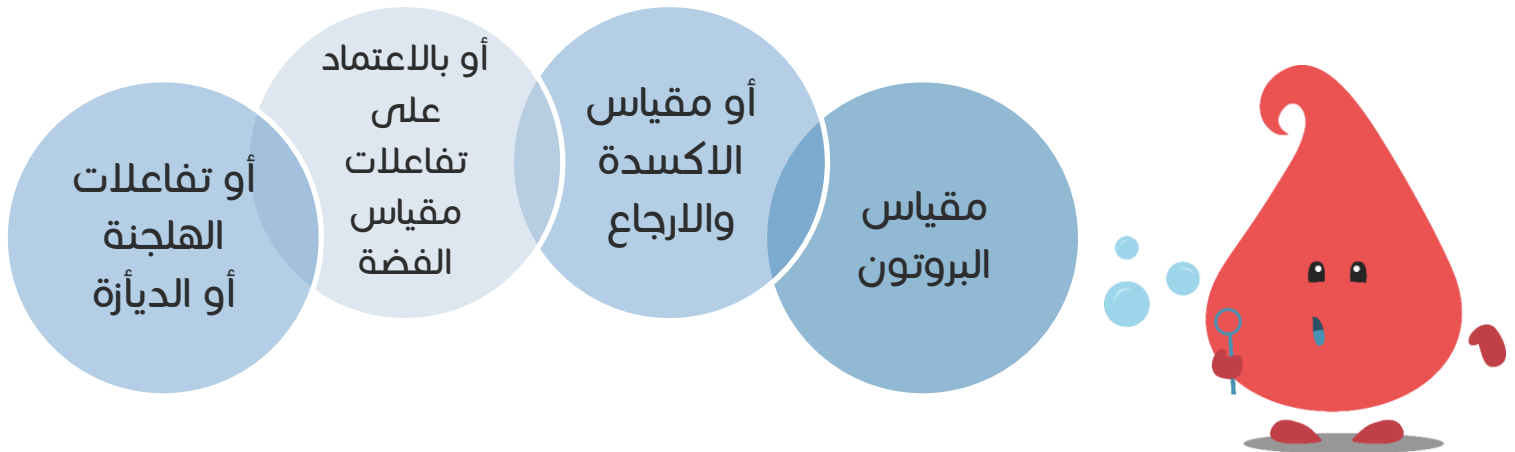 مقياس
البروتون
أو مقياس
الاكسدة
والارجاع
أو بالاعتماد
على
تفاعلات
مقياس
الفضة
أو تفاعلات
الهلجنة
أو الديأزة